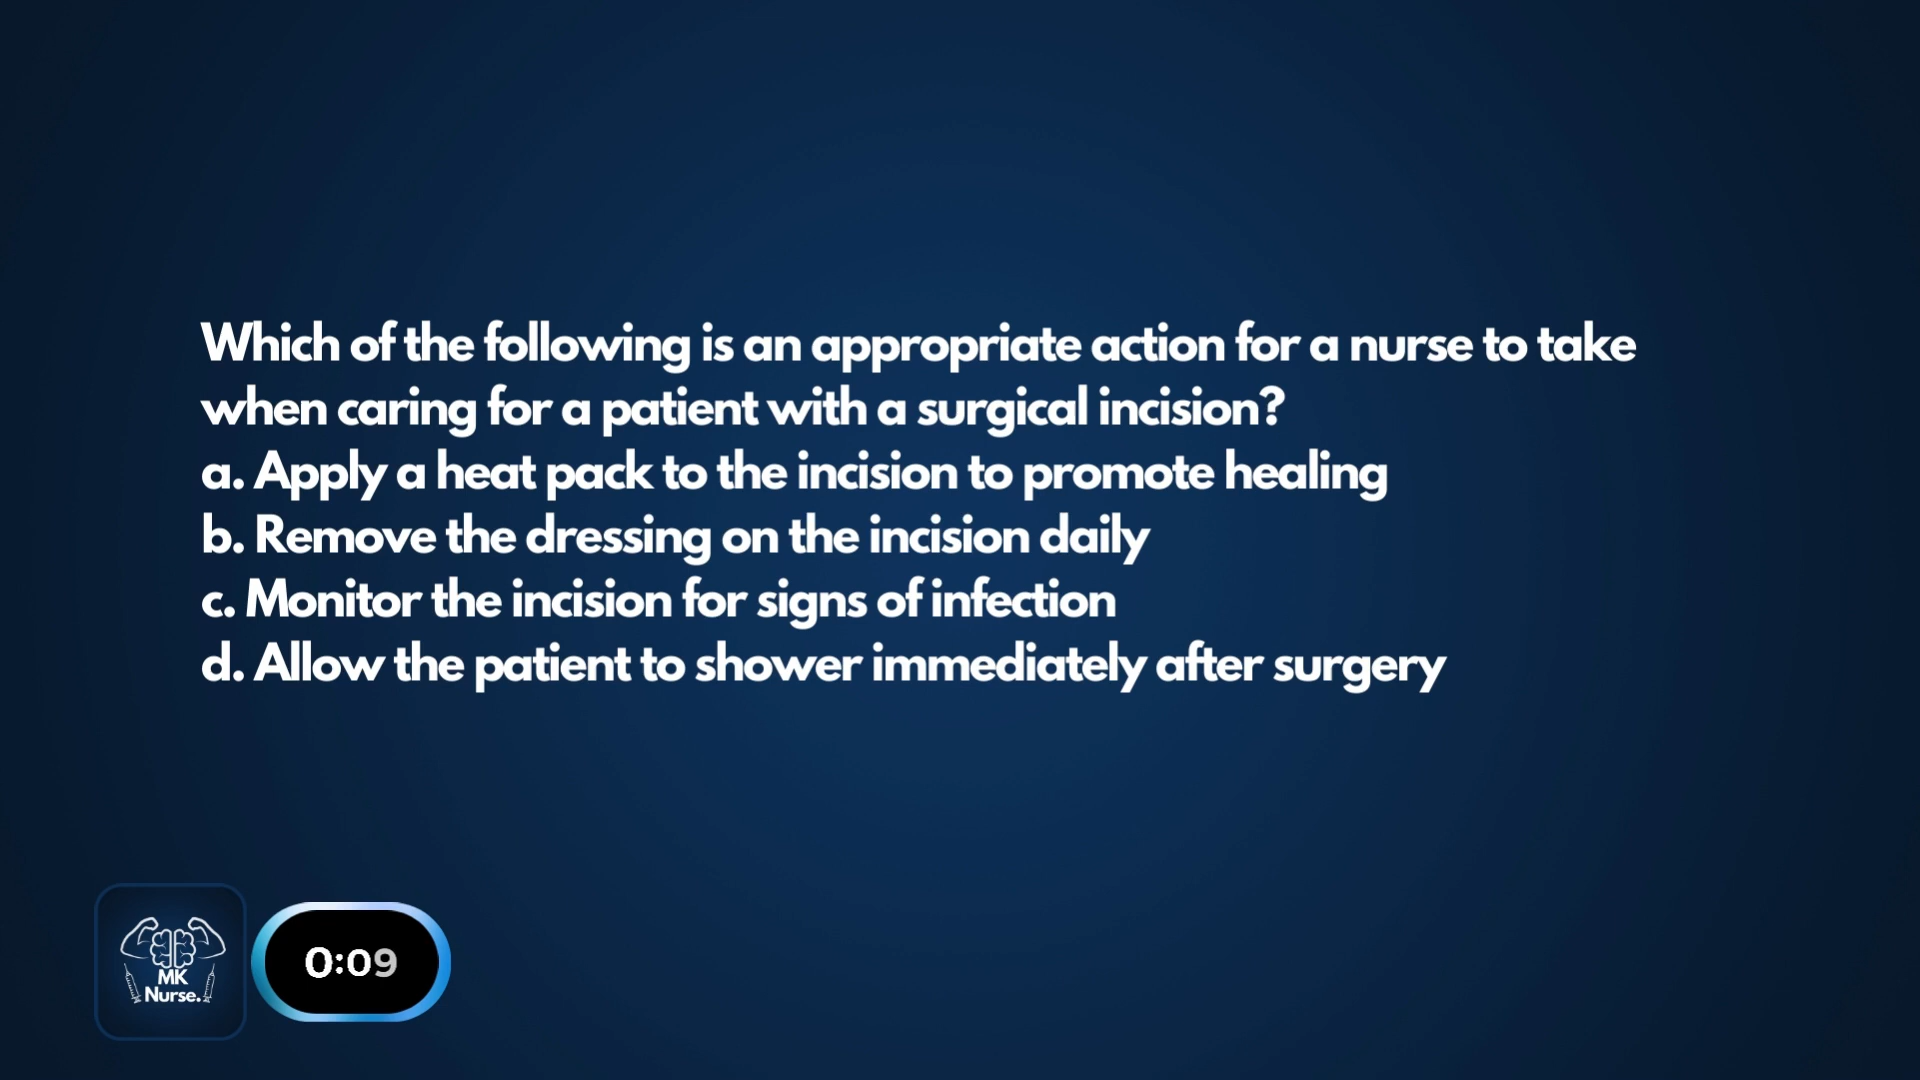 Which of the following is an appropriate action for a nurse to take
when caring for a patient with a surgical incision?
a. Apply a heat pack to the incision to promote healing
b. Remove the dressing on the incision daily
c. Monitor the incision for signs of infection
d. Allow the patient to shower immediately after surgery
MK
Nurse.
0:09